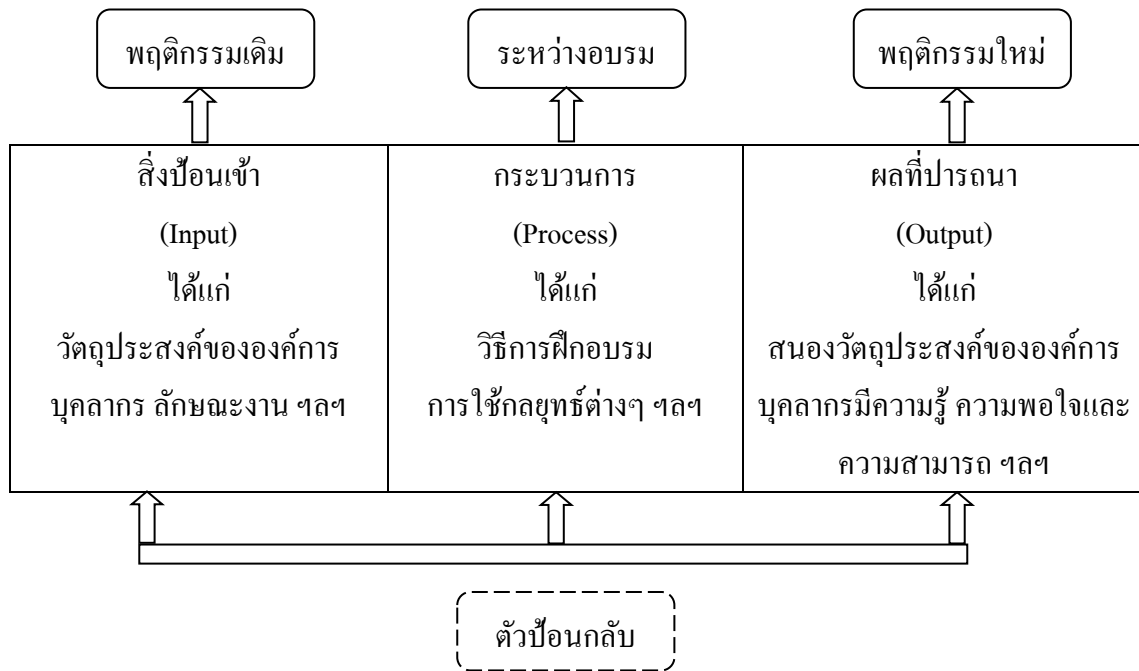 พฤติกรรมเดิม
ระหว่างอบรม
พฤติกรรมใหม่
สิ่งป้อนเข้า
(Input)
ได้แก่
วัตถุประสงค์ขององค์การ
บุคลากร ลักษณะงาน ฯลฯ
กระบวนการ
(Process)
ได้แก่
วิธีการฝึกอบรม
การใช้กลยุทธ์ต่างๆ ฯลฯ
ผลที่ปารถนา
(Output)
ได้แก่
สนองวัตถุประสงค์ขององค์การ
บุคลากรมีความรู้ ความพอใจและ
ความสามารถ ฯลฯ
ตัวป้อนกลับ